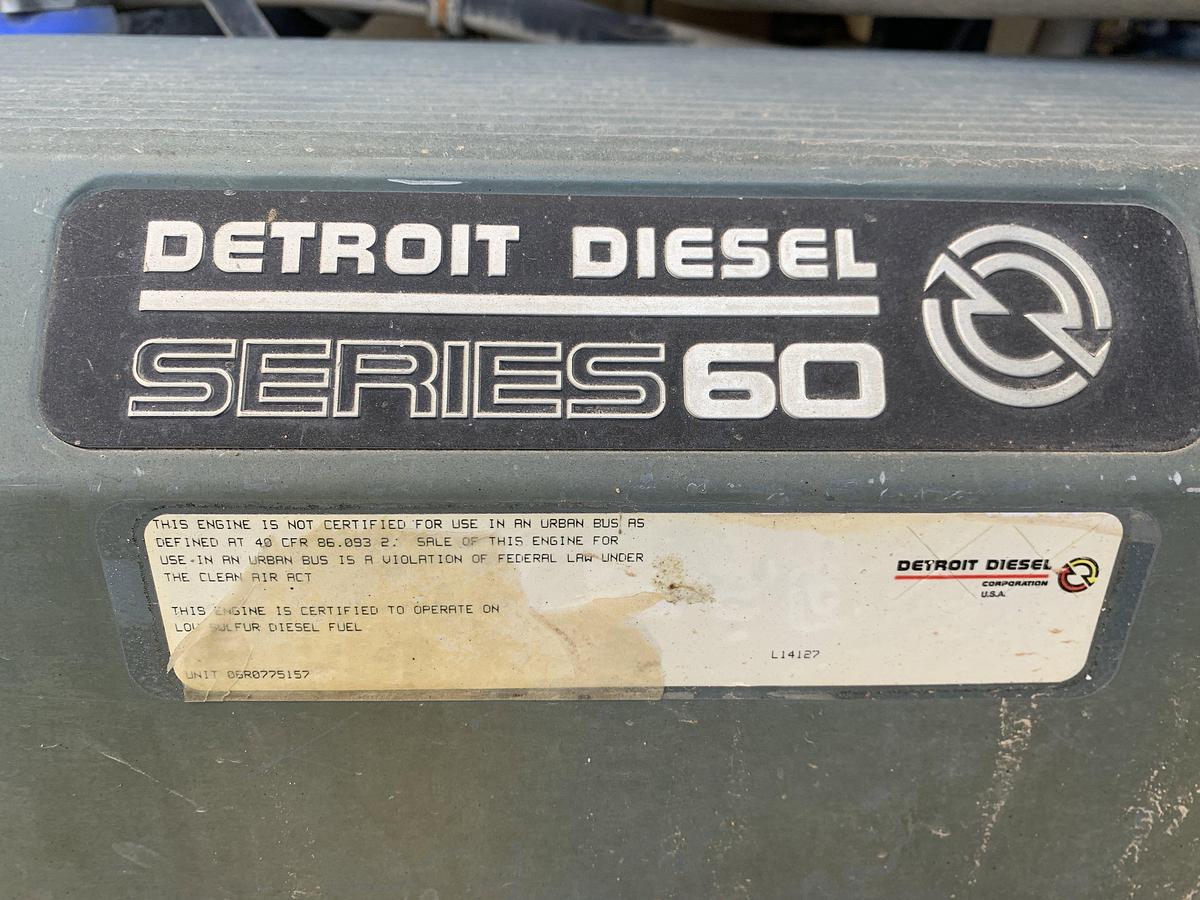 DETROIT DIESEL
SERIES 60
THIS ENGINE IS NOT CERTIFIED FOR USE IN AN URBAN BUS AS
DEFINED AT 40 CFR 86.093 2. SALE OF THIS ENGINE FOR
USE IN AN URBAN BUS IS A VIOLATION OF FEDERAL LAW UNDER
THE CLEAN AIR ACT
THIS ENGINE IS CERTIFIED TO OPERATE ON
LOW SULFUR DIESEL FUEL
UNIT 06R0775157
DETROIT DIESEL
CORPORATION
U.S.A.
L14127